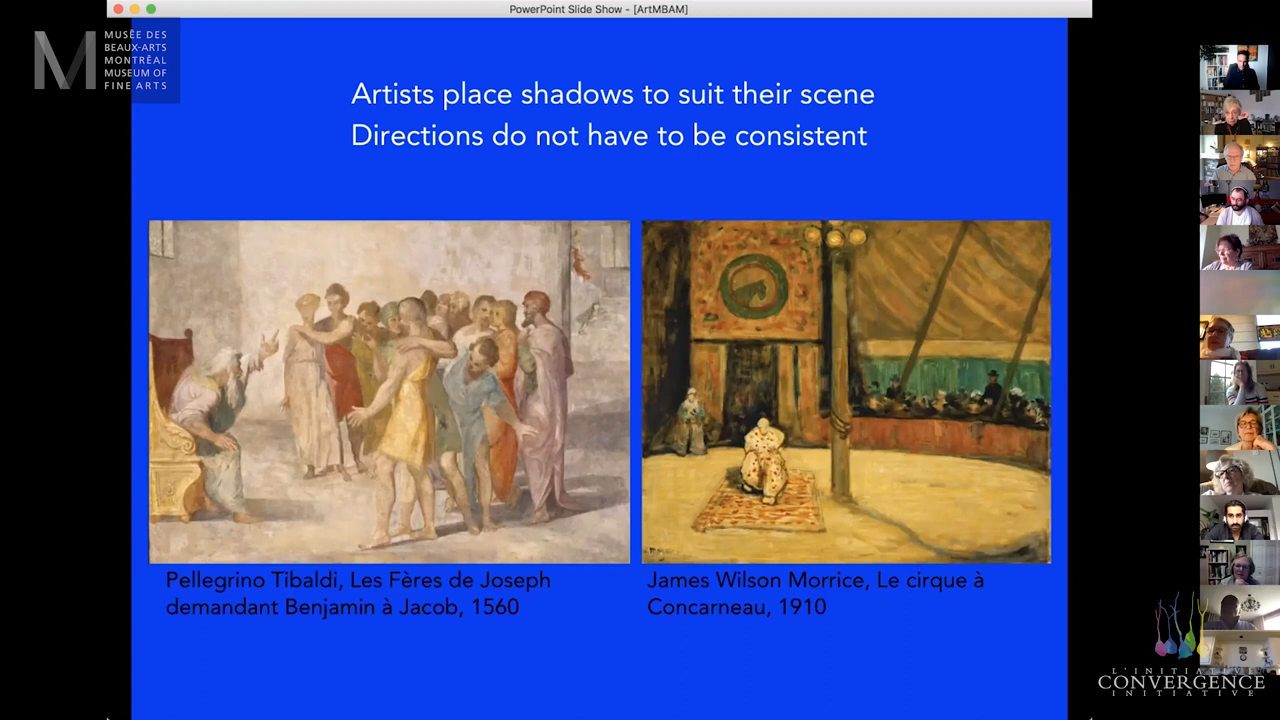 PowerPoint Slide Show - [ArtMBAM]
MUSÉE DES
BEAUX-ARTS
MONTRÉAL
MUSEUM OF
FINE ARTS
Artists place shadows to suit their scene
Directions do not have to be consistent
Pellegrino Tibaldi, Les Fères de Joseph
demandant Benjamin à Jacob, 1560
James Wilson Morrice, Le cirque à
Concarneau, 1910
L'INITIATIVE
CONVERGENCE
INITIATIVE